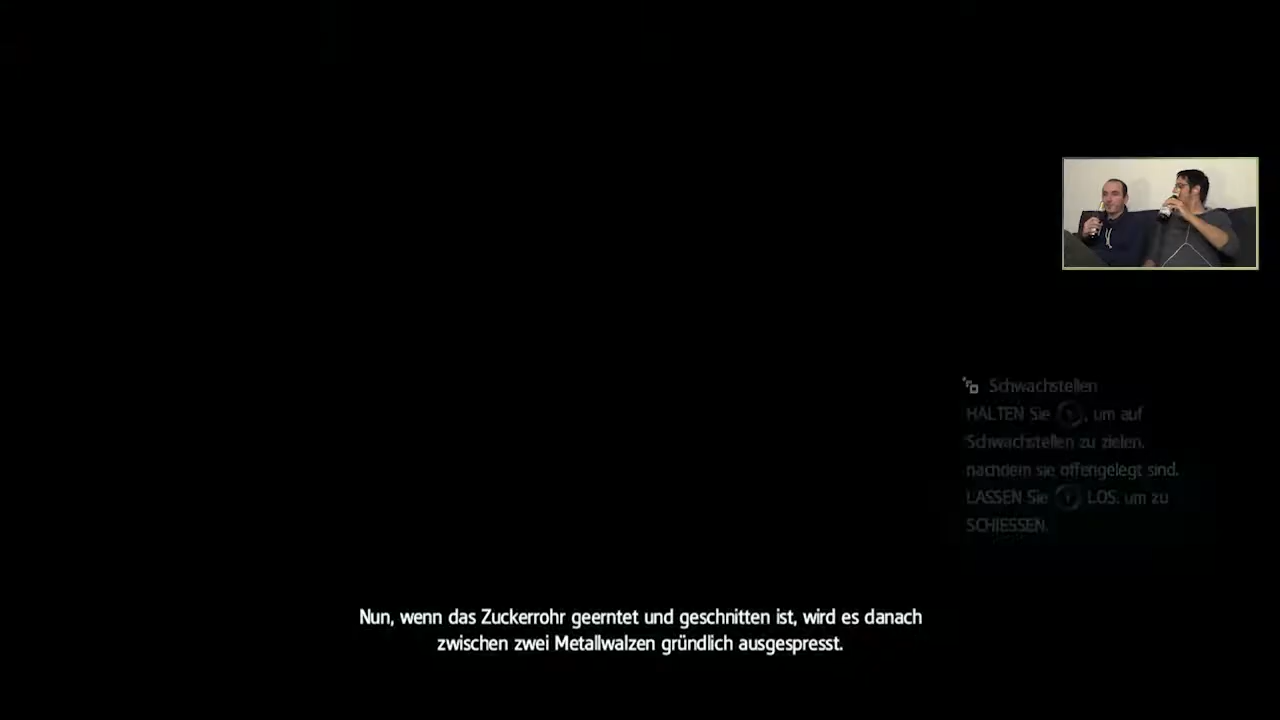 Schwachstellen
HALTEN Sie , um auf
Schwachstellen zu zielen,
nachdem sie offengelegt sind.
LASSEN Sie LOS, um zu
SCHIESSEN.
Nun, wenn das Zuckerrohr geerntet und geschnitten ist, wird es danach
zwischen zwei Metallwalzen gründlich ausgespresst.